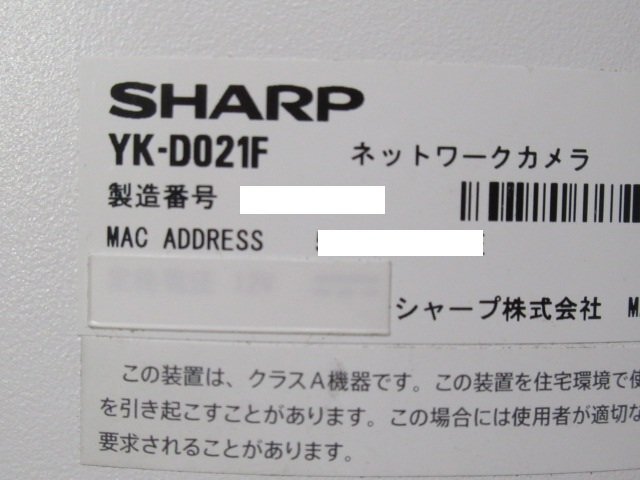 SHARP
YK-D021F ネットワークカメラ
製造番号
MAC ADDRESS
シャープ株式会社 M
この装置は、クラスA機器です。この装置を住宅環境で使
を引き起こすことがあります。この場合には使用者が適切な
要求されることがあります。